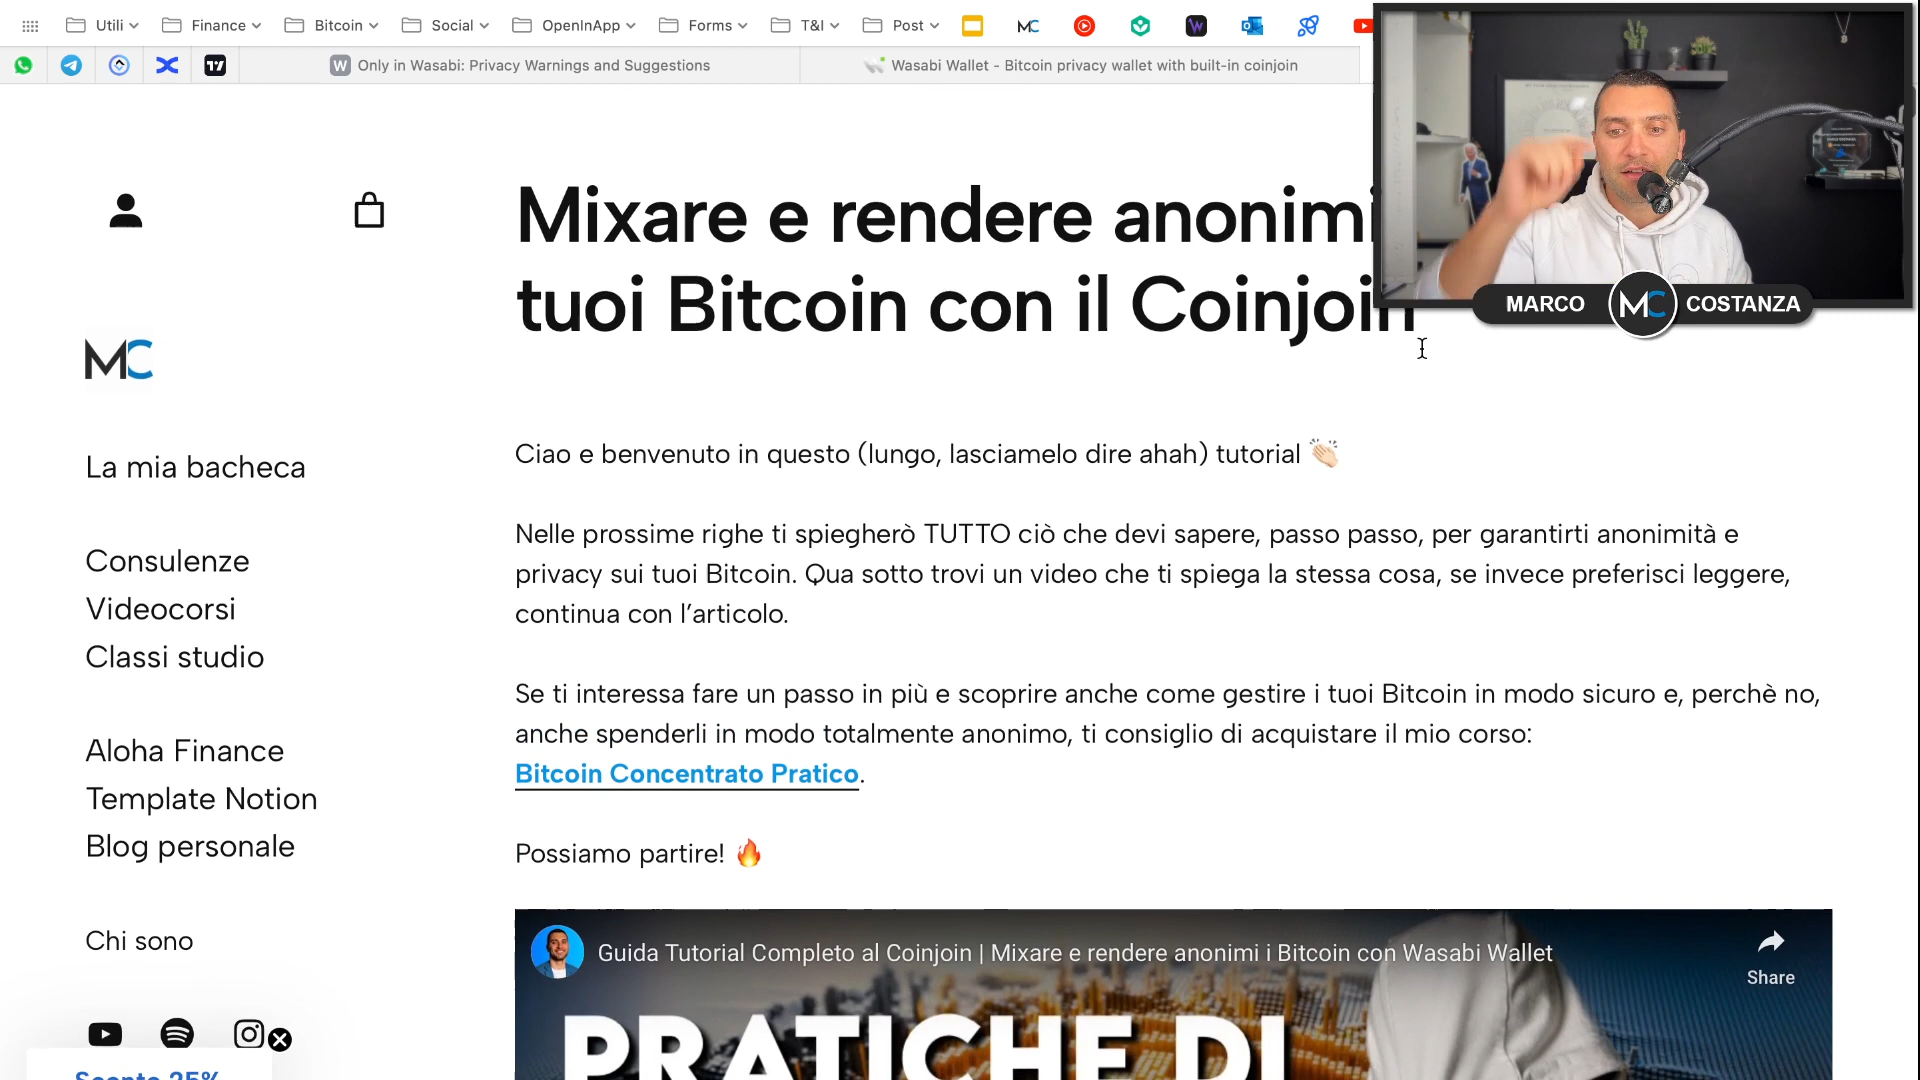 Utili
Finance
Bitcoin
Social
OpenInApp
Forms
T&I
Post
MC
Only in Wasabi: Privacy Warnings and Suggestions
Wasabi Wallet - Bitcoin privacy wallet with built-in coinjoin
MARCO MC COSTANZA
Mixare e rendere anonimi
tuoi Bitcoin con il Coinjoin
MC
La mia bacheca
Consulenze
Videocorsi
Classi studio
Aloha Finance
Template Notion
Blog personale
Chi sono
Sconto 25%
Ciao e benvenuto in questo (lungo, lasciamelo dire ahah) tutorial 👏🏻
Nelle prossime righe ti spiegherò TUTTO ciò che devi sapere, passo passo, per garantirti anonimità e
privacy sui tuoi Bitcoin. Qua sotto trovi un video che ti spiega la stessa cosa, se invece preferisci leggere,
continua con l’articolo.
Se ti interessa fare un passo in più e scoprire anche come gestire i tuoi Bitcoin in modo sicuro e, perchè no,
anche spenderli in modo totalmente anonimo, ti consiglio di acquistare il mio corso:
Bitcoin Concentrato Pratico.
Possiamo partire! 🔥
Guida Tutorial Completo al Coinjoin | Mixare e rendere anonimi i Bitcoin con Wasabi Wallet
Share
PRATICHE DI